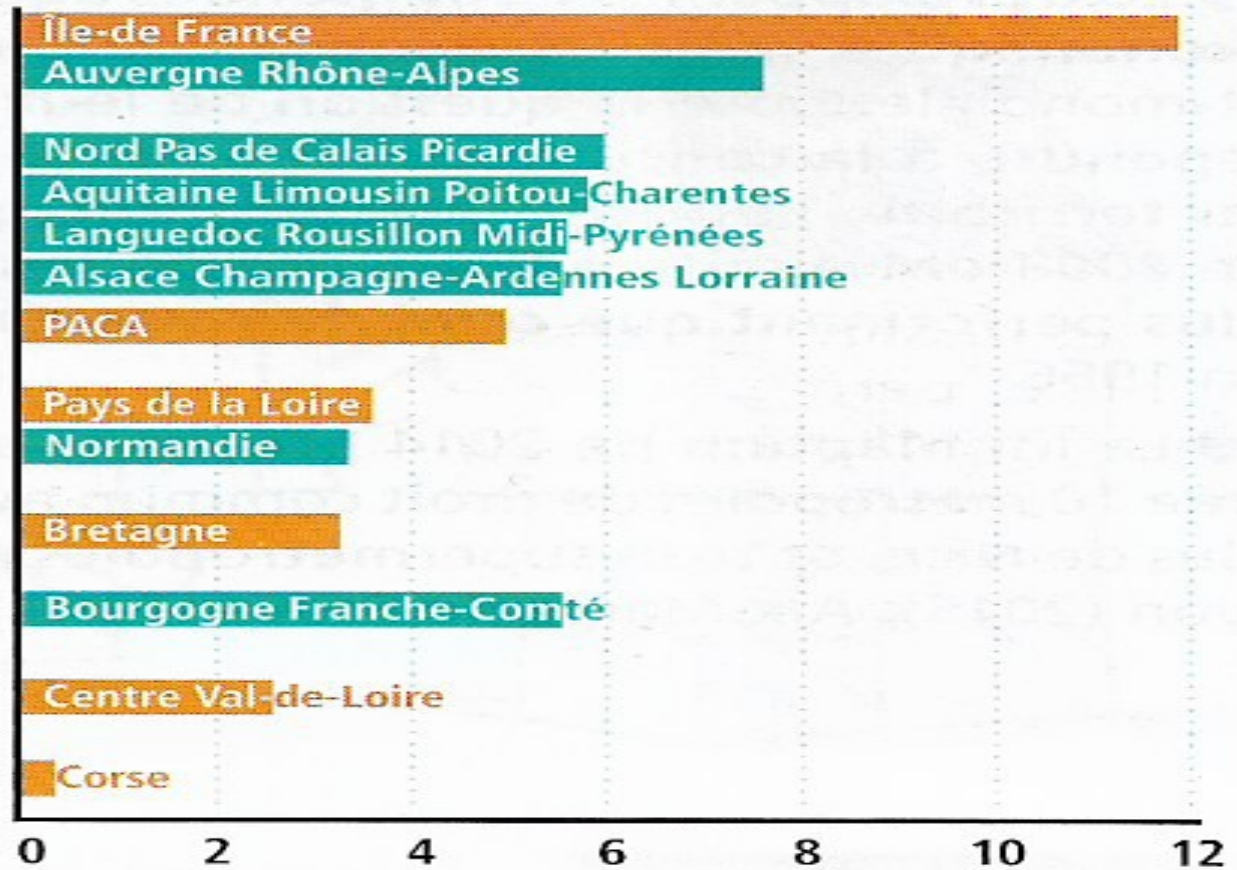 Île-de France
Auvergne Rhône-Alpes
Nord Pas de Calais Picardie
Aquitaine Limousin Poitou-Charentes
Languedoc Rousillon Midi-Pyrénées
Alsace Champagne-Ardennes Lorraine
PACA
Pays de la Loire
Normandie
Bretagne
Bourgogne Franche-Comté
Centre Val-de-Loire
Corse
0 2 4 6 8 10 12